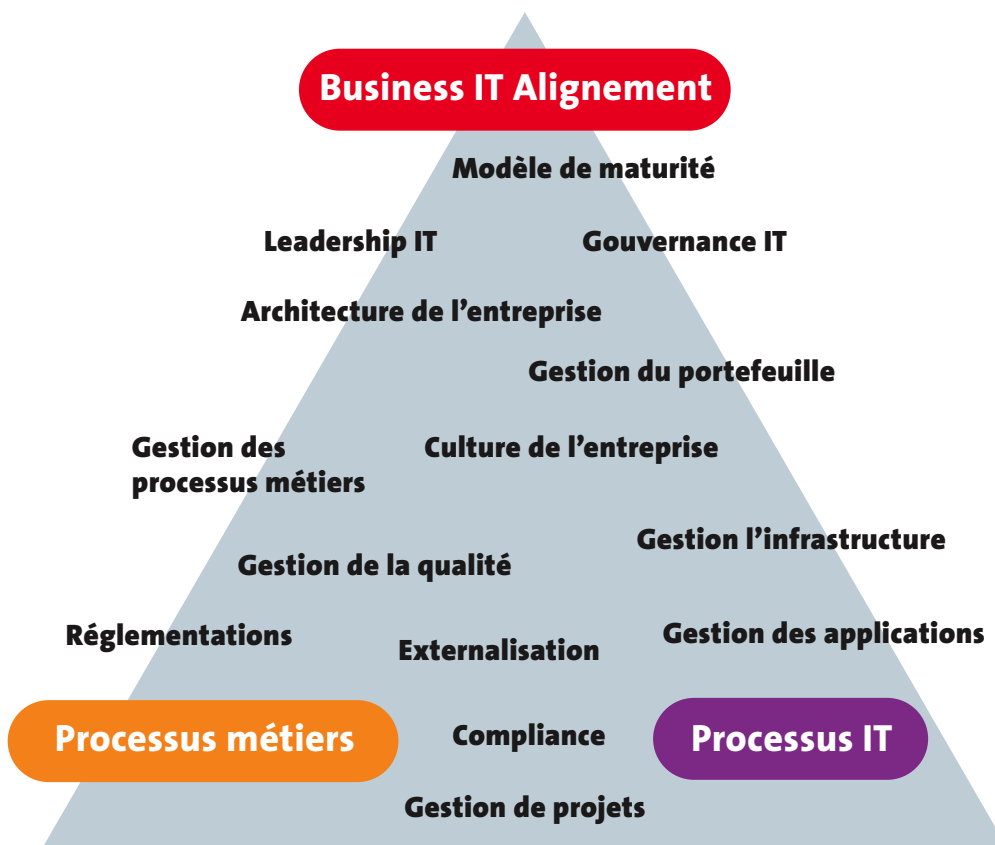 Business IT Alignement
Modèle de maturité
Leadership IT
Gouvernance IT
Architecture de l’entreprise
Gestion du portefeuille
Gestion des
processus métiers
Culture de l’entreprise
Gestion l’infrastructure
Gestion de la qualité
Réglementations
Externalisation
Gestion des applications
Processus métiers
Compliance
Processus IT
Gestion de projets